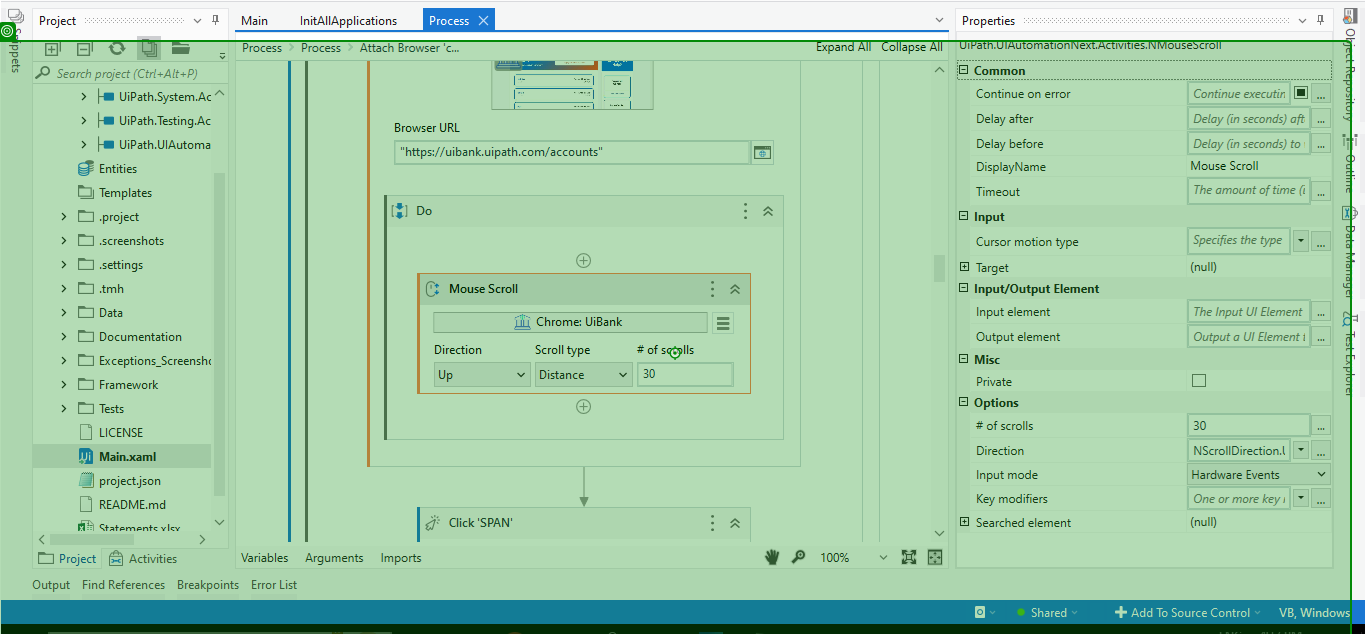 Project
Main
InitAllApplications
Process
Properties
Snippets
Process
Process
Attach Browser 'c...
Expand All
Collapse All
UiPath.UIAutomationNext.Activities.NMouseScroll
Object Repository
Search project (Ctrl+Alt+P)
UiPath.System.Ac
UiPath.Testing.Ac
UiPath.UIAutoma
Entities
Templates
.project
.screenshots
.settings
.tmh
Data
Documentation
Exceptions_Screensho
Framework
Tests
LICENSE
Main.xaml
project.json
README.md
Statements.xlsx
Project
Activities
Browser URL
"https://uibank.uipath.com/accounts"
Do
Mouse Scroll
Chrome: UiBank
Direction
Scroll type
# of scrolls
Up
Distance
30
Click 'SPAN'
Variables
Arguments
Imports
100%
Common
Continue on error
Continue executin
...
Delay after
Delay (in seconds) aft
...
Delay before
Delay (in seconds) to
...
DisplayName
Mouse Scroll
Timeout
The amount of time (i
...
Input
Cursor motion type
Specifies the type
...
Target
(null)
Input/Output Element
Input element
The Input UI Element
...
Output element
Output a UI Element t
...
Misc
Private
Options
# of scrolls
30
...
Direction
NScrollDirection.U
...
Input mode
Hardware Events
Key modifiers
One or more key
...
Searched element
(null)
Outline
Data Manager
Test Explorer
Output
Find References
Breakpoints
Error List
Shared
Add To Source Control
VB, Windows